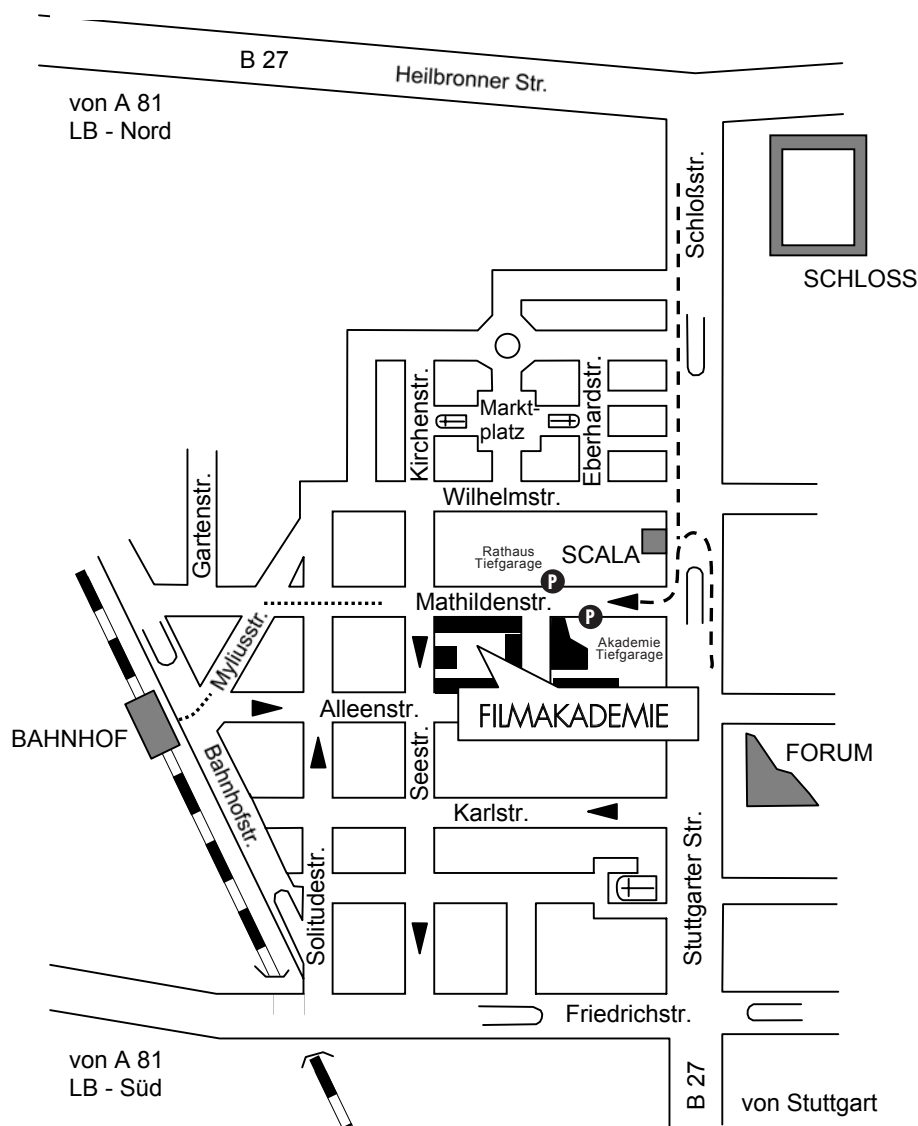 B 27
Heilbronner Str.
von A 81
LB - Nord
Schloßstr.
SCHLOSS
Kirchenstr.
Markt-
platz
Eberhardstr.
Gartenstr.
Wilhelmstr.
Rathaus
Tiefgarage
SCALA
P
Mathildenstr.
P
Akademie
Tiefgarage
Myliusstr.
Alleenstr.
FILMAKADEMIE
BAHNHOF
Bahnhofstr.
Seestr.
FORUM
Karlstr.
Solitudestr.
Stuttgarter Str.
Friedrichstr.
von A 81
LB - Süd
B 27
von Stuttgart